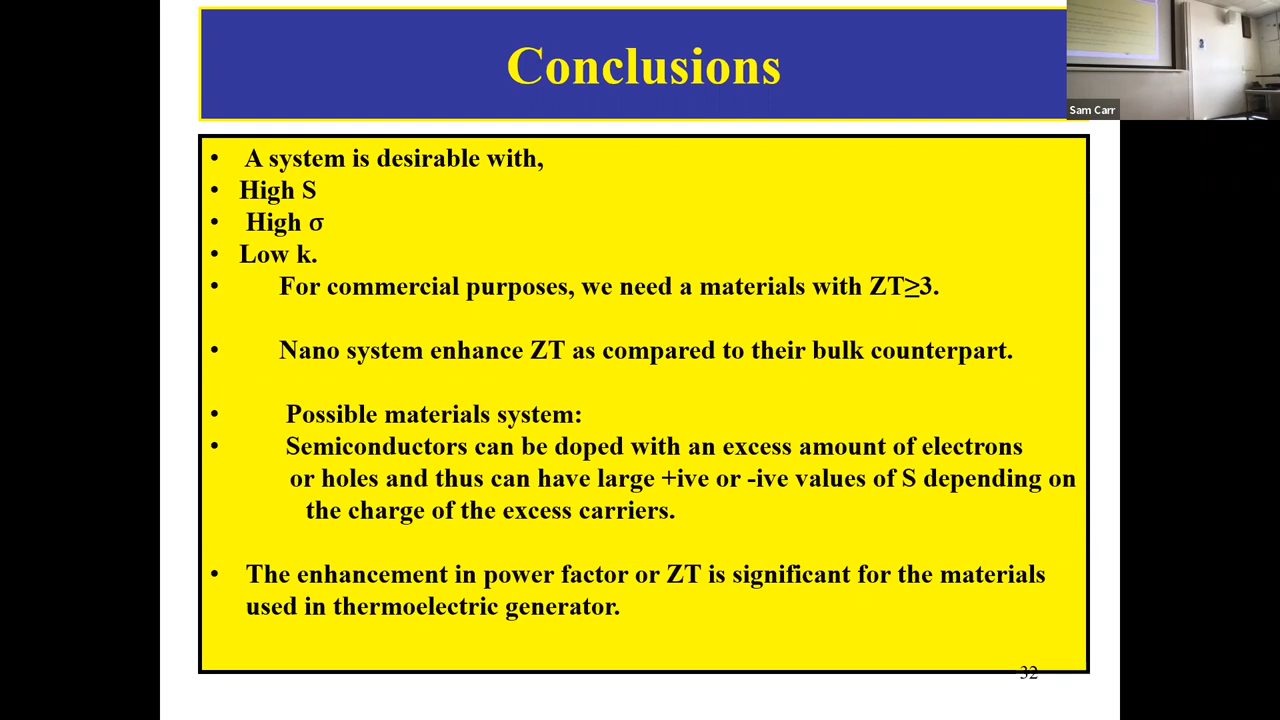 Conclusions
Sam Carr
• A system is desirable with,
• High S
• High σ
• Low k.
• For commercial purposes, we need a materials with ZT≥3.
• Nano system enhance ZT as compared to their bulk counterpart.
• Possible materials system:
• Semiconductors can be doped with an excess amount of electrons
or holes and thus can have large +ive or -ive values of S depending on
the charge of the excess carriers.
• The enhancement in power factor or ZT is significant for the materials
used in thermoelectric generator.
32